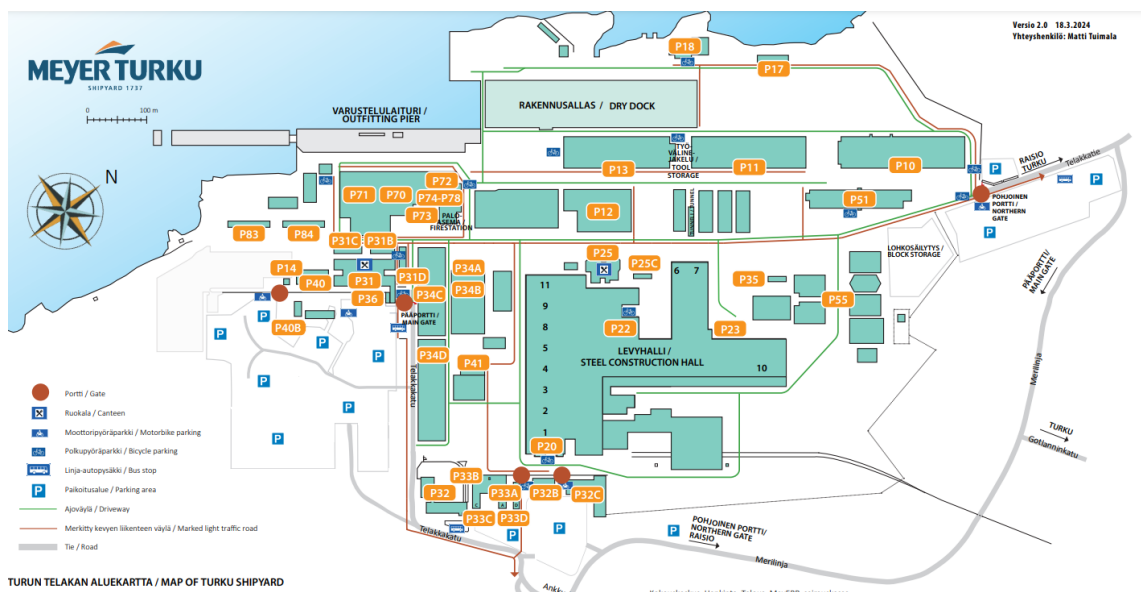 Versio 2.0 18.3.2024
Yhteyshenkilö: Matti Tuimala
MEYER TURKU
SHIPYARD 1737
0 100 m
N
VARUSTELULAITURI /
OUTFITTING PIER
RAKENNUSALLAS / DRY DOCK
P18
P17
TYÖ-
VÄLINE-
JAKELU /
TOOL
STORAGE
P13
P11
P10
RAISIO
TURKU
Telakkatie
P72
P71
P70
P74-P78
P73
PALO-
ASEMA /
FIRESTATION
P12
TUNNELI / TUNNEL
P51
POHJOINEN
PORTTI /
NORTHERN
GATE
P83
P84
P31C
P31B
P25
P25C
LOHKOSÄILYTYS /
BLOCK STORAGE
PÄÄPORTTI /
MAIN GATE
P14
P40
P31
P31D
P34A
P36
P34C
P34B
PÄÄPORTTI /
MAIN GATE
P40B
6 7
P35
P55
11
9
8
5
4
3
2
1
10
P22
P23
LEVYHALLI /
STEEL CONSTRUCTION HALL
P34D
P41
Telakkakatu
Merilinja
TURKU
Gotlanninkatu
P20
P33B
P32
P33A
P32B
P32C
P33C
P33D
Telakkakatu
POHJOINEN PORTTI/
NORTHERN GATE
RAISIO
Merilinja
Portti / Gate
Ruokala / Canteen
Moottoripyöräparkki / Motorbike parking
Polkupyöräparkki / Bicycle parking
Linja-autopysäkki / Bus stop
P Paikoitusalue / Parking area
Ajoväylä / Driveway
Merkitty kevyen liikenteen väylä / Marked light traffic road
Tie / Road
TURUN TELAKAN ALUEKARTTA / MAP OF TURKU SHIPYARD